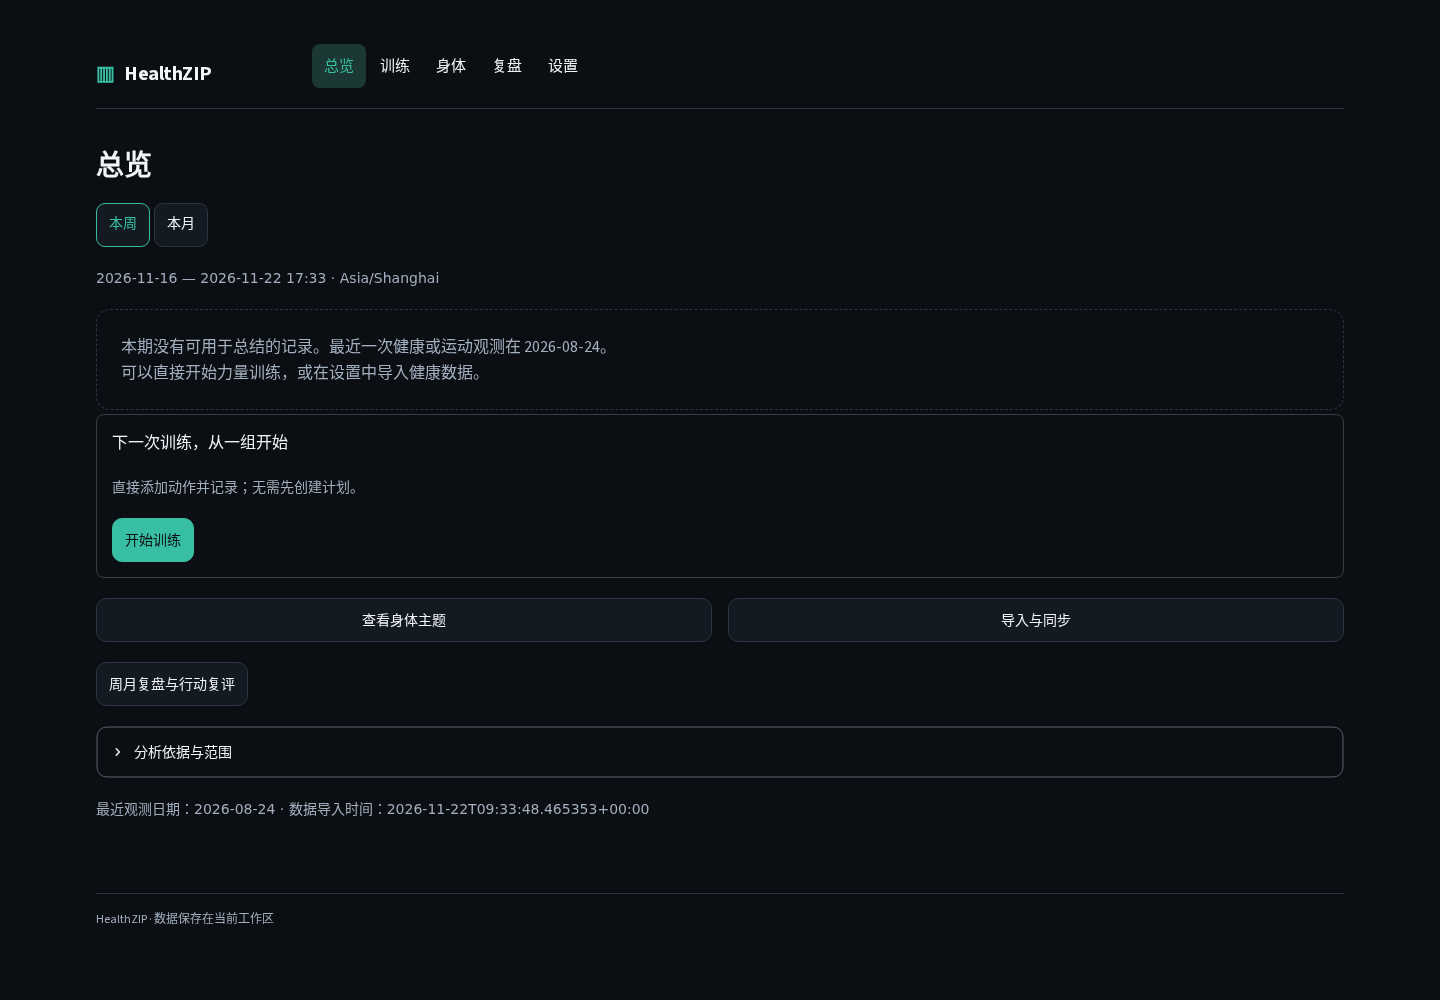 HealthZIP
总览 训练 身体 复盘 设置
总览
本周 本月
2026-11-16 — 2026-11-22 17:33 · Asia/Shanghai
本期没有可用于总结的记录。最近一次健康或运动观测在 2026-08-24。
可以直接开始力量训练，或在设置中导入健康数据。
下一次训练，从一组开始
直接添加动作并记录；无需先创建计划。
开始训练
查看身体主题 导入与同步
周月复盘与行动复评
分析依据与范围
最近观测日期：2026-08-24 · 数据导入时间：2026-11-22T09:33:48.465353+00:00
HealthZIP · 数据保存在当前工作区